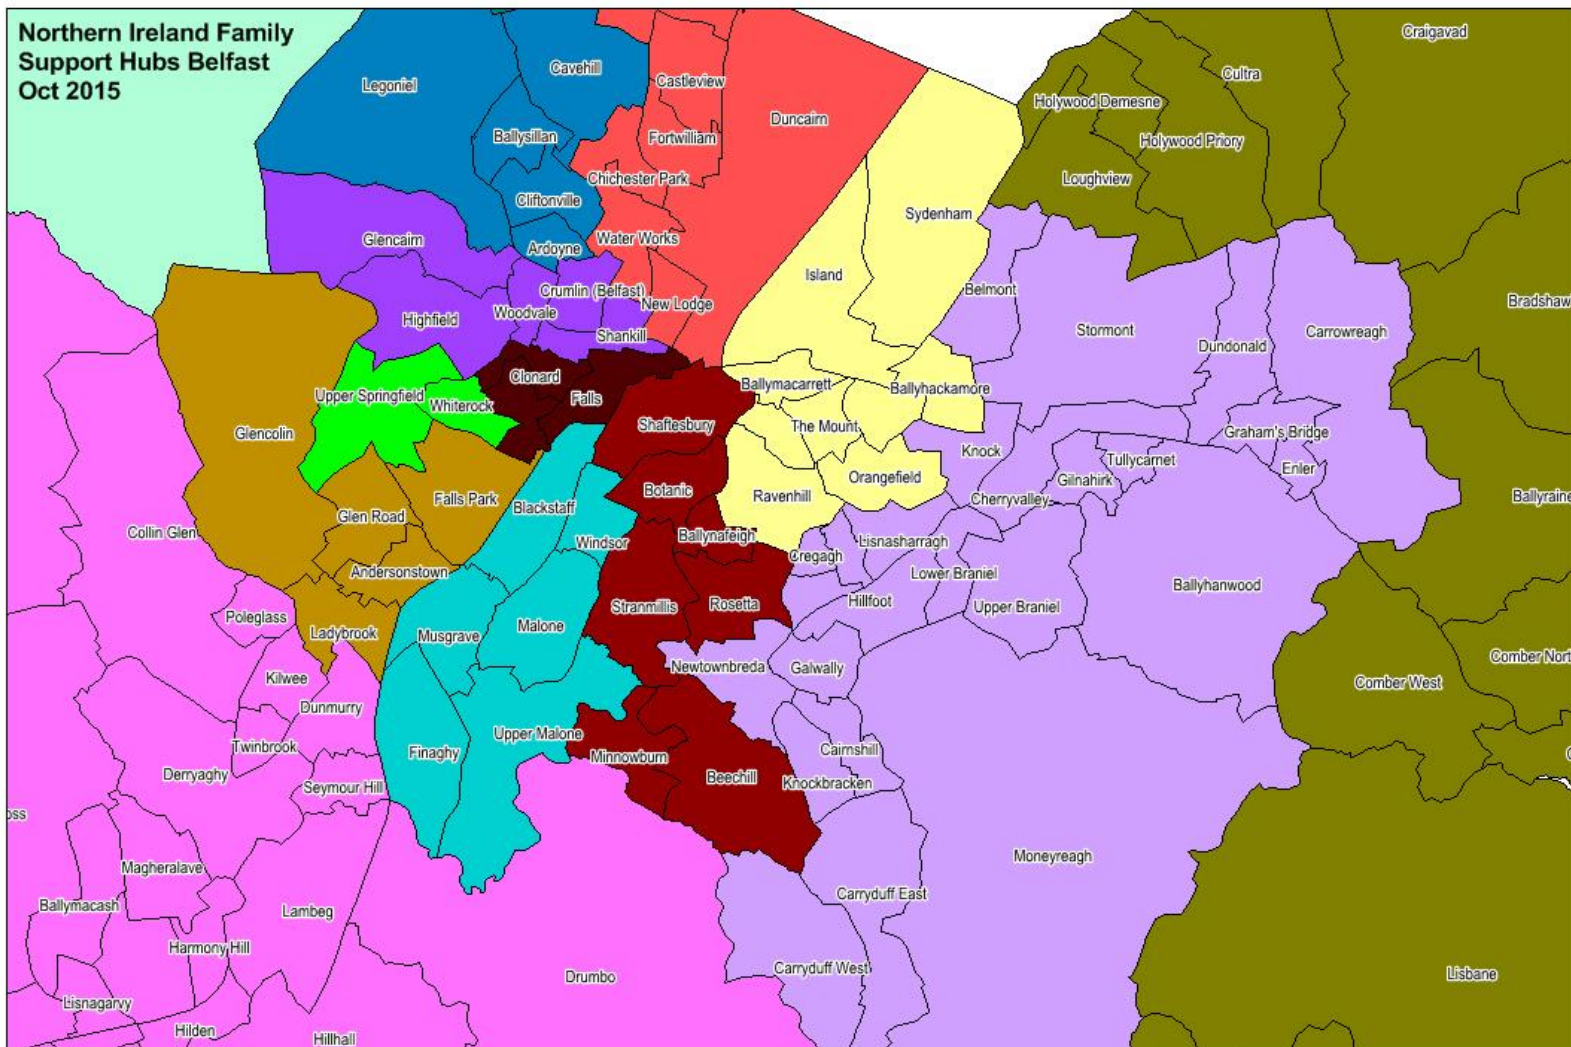 Northern Ireland Family
Support Hubs Belfast
Oct 2015
Craigavad
Cavehill
Legoniel
Castleview
Cultra
Holywood Demesne
Duncairn
Ballysillan
Fortwilliam
Holywood Priory
Chichester Park
Loughview
Cliftonville
Sydenham
Glencairn
Water Works
Ardoyne
Island
Belmont
Crumlin (Belfast)
New Lodge
Bradshaw
Woodvale
Highfield
Stormont
Carrowreagh
Shankill
Dundonald
Clonard
Ballymacarrett
Ballyhackamore
Upper Springfield
Falls
Whiterock
Shaftesbury
The Mount
Glencolin
Graham's Bridge
Knock
Tullycarnet
Enler
Gilnahirk
Orangefield
Botanic
Ravenhill
Ballyraine
Falls Park
Cherryvalley
Blackstaff
Glen Road
Collin Glen
Ballynafeigh
Windsor
Lisnasharragh
Cregagh
Andersonstown
Lower Braniel
Ballyhanwood
Hillfoot
Rosetta
Stranmillis
Upper Braniel
Poleglass
Malone
Ladybrook
Musgrave
Comber Nort
Newtownbreda
Galwally
Kilwee
Comber West
Dunmurry
Upper Malone
Twinbrook
Finaghy
Cairnshill
Minnowburn
Derryaghy
Beechill
Knockbracken
Seymour Hill
oss
Moneyreagh
Magheralave
Carryduff East
Ballymacash
Lambeg
Harmony Hill
Carryduff West
Drumbo
Lisbane
Lisnagarvy
Hilden
Hillhall